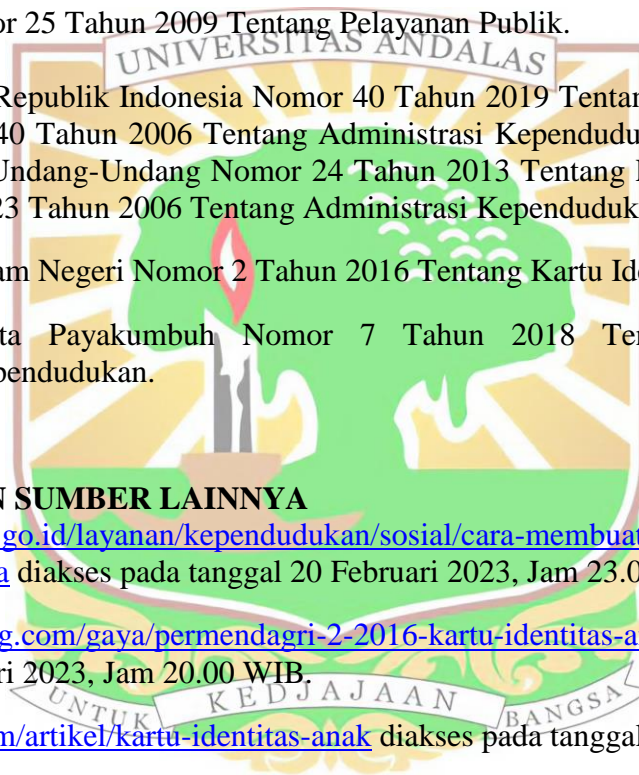 or 25 Tahun 2009 Tentang Pelayanan Publik.
UNIVERSITAS ANDALAS
Republik Indonesia Nomor 40 Tahun 2019 Tentan
40 Tahun 2006 Tentang Administrasi Kependudu
Undang-Undang Nomor 24 Tahun 2013 Tentang
23 Tahun 2006 Tentang Administrasi Kependuduk
am Negeri Nomor 2 Tahun 2016 Tentang Kartu Ide
ta Payakumbuh Nomor 7 Tahun 2018 Ten
pendudukan.
N SUMBER LAINNYA
.go.id/layanan/kependudukan/sosial/cara-membuat
a diakses pada tanggal 20 Februari 2023, Jam 23.0
g.com/gaya/permendagri-2-2016-kartu-identitas-a
ri 2023, Jam 20.00 WIB.
UNTUK KEDJAJAAN BANGSA
m/artikel/kartu-identitas-anak diakses pada tanggal